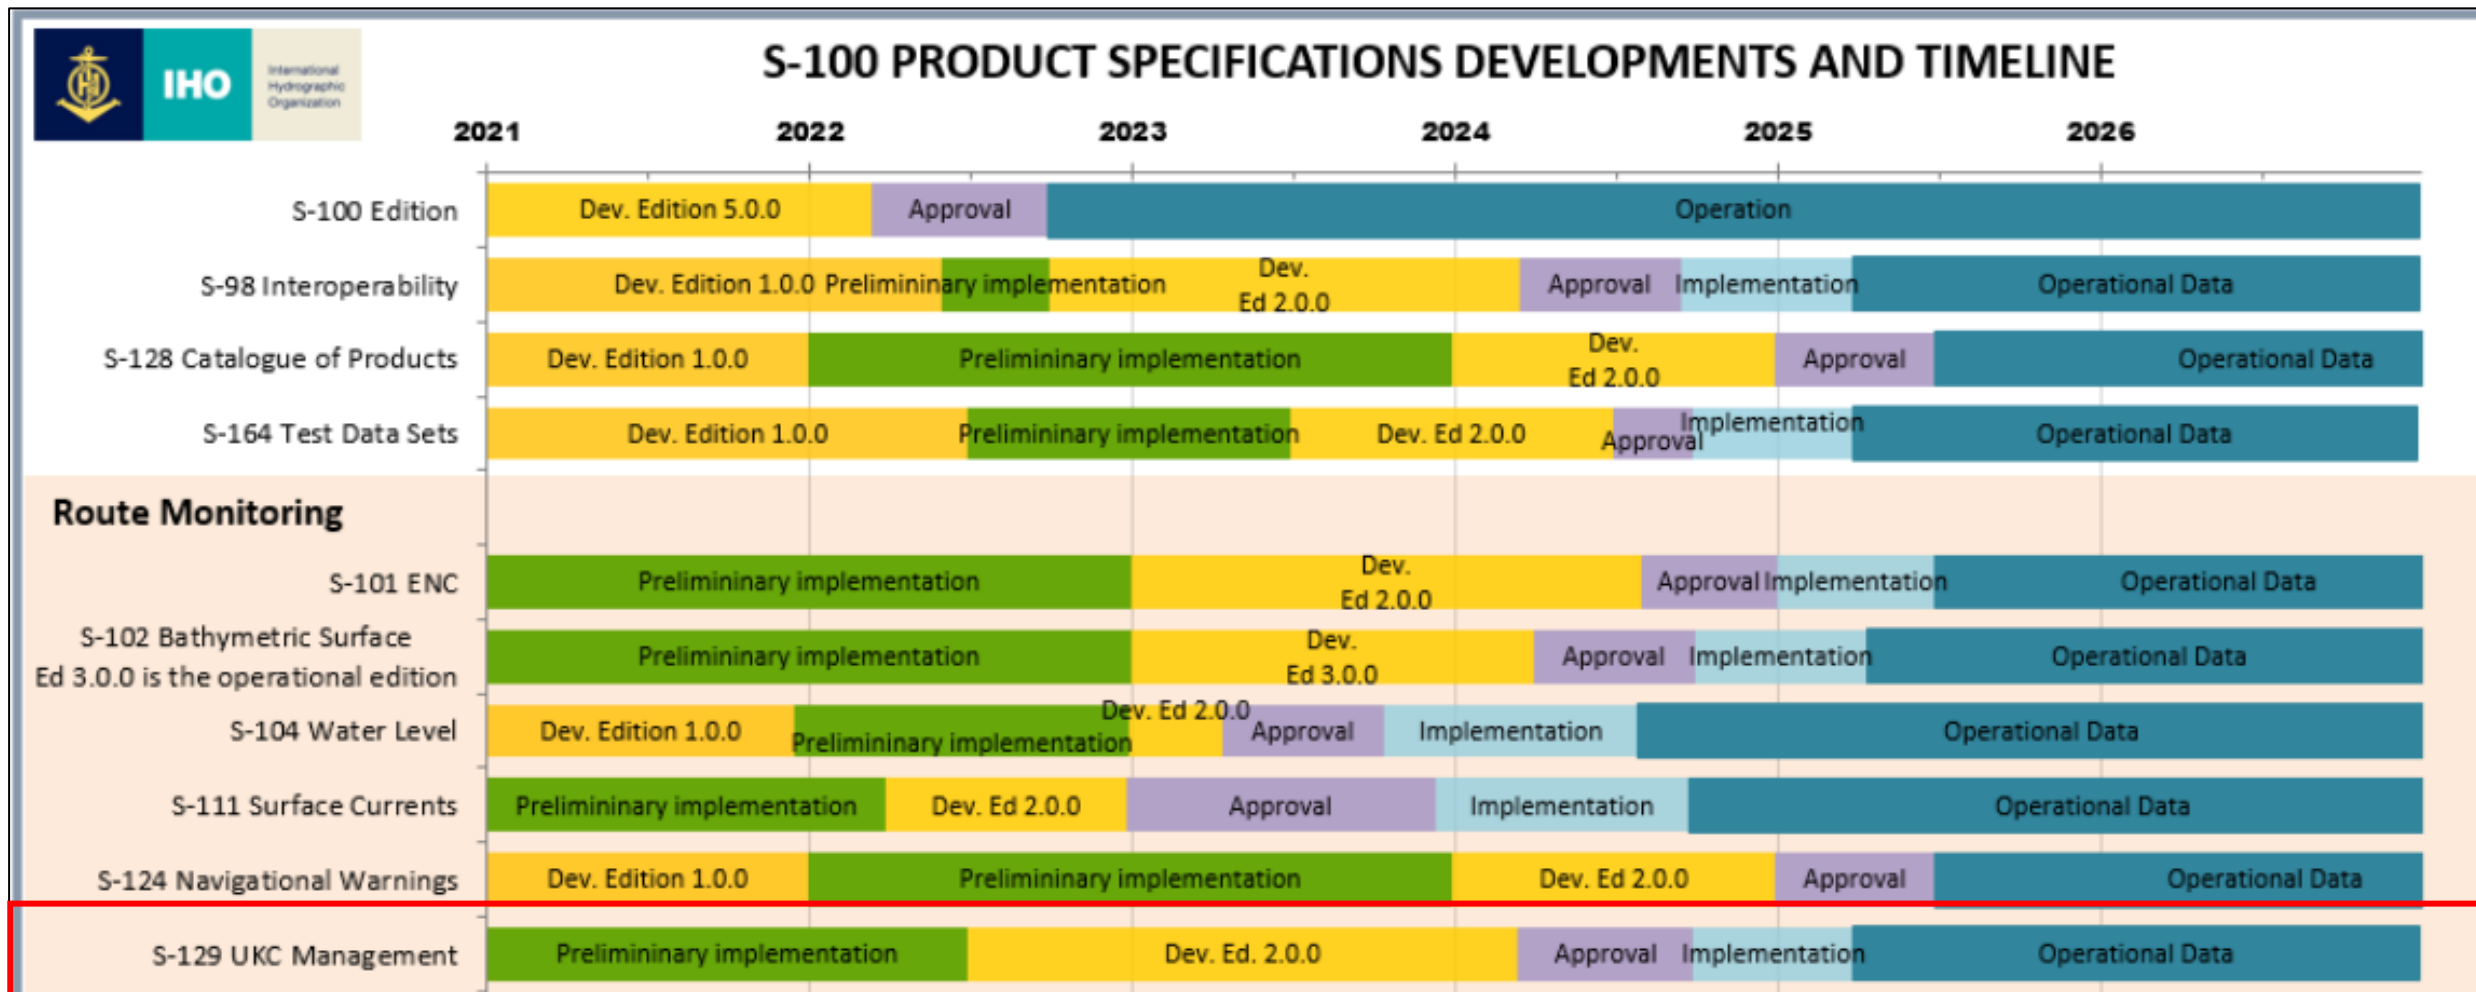 IHO
International
Hydrographic
Organization
S-100 PRODUCT SPECIFICATIONS DEVELOPMENTS AND TIMELINE
2021 2022 2023 2024 2025 2026
S-100 Edition Dev. Edition 5.0.0 Approval Operation
S-98 Interoperability Dev. Edition 1.0.0 Prelimininary implementation Dev. Ed 2.0.0 Approval Implementation Operational Data
S-128 Catalogue of Products Dev. Edition 1.0.0 Prelimininary implementation Dev. Ed 2.0.0 Approval Operational Data
S-164 Test Data Sets Dev. Edition 1.0.0 Prelimininary implementation Dev. Ed 2.0.0 Approval Implementation Operational Data
Route Monitoring
S-101 ENC Prelimininary implementation Dev. Ed 2.0.0 Approval Implementation Operational Data
S-102 Bathymetric Surface
Ed 3.0.0 is the operational edition Prelimininary implementation Dev. Ed 3.0.0 Approval Implementation Operational Data
S-104 Water Level Dev. Edition 1.0.0 Prelimininary implementation Dev. Ed 2.0.0 Approval Implementation Operational Data
S-111 Surface Currents Prelimininary implementation Dev. Ed 2.0.0 Approval Implementation Operational Data
S-124 Navigational Warnings Dev. Edition 1.0.0 Prelimininary implementation Dev. Ed 2.0.0 Approval Operational Data
S-129 UKC Management Prelimininary implementation Dev. Ed. 2.0.0 Approval Implementation Operational Data